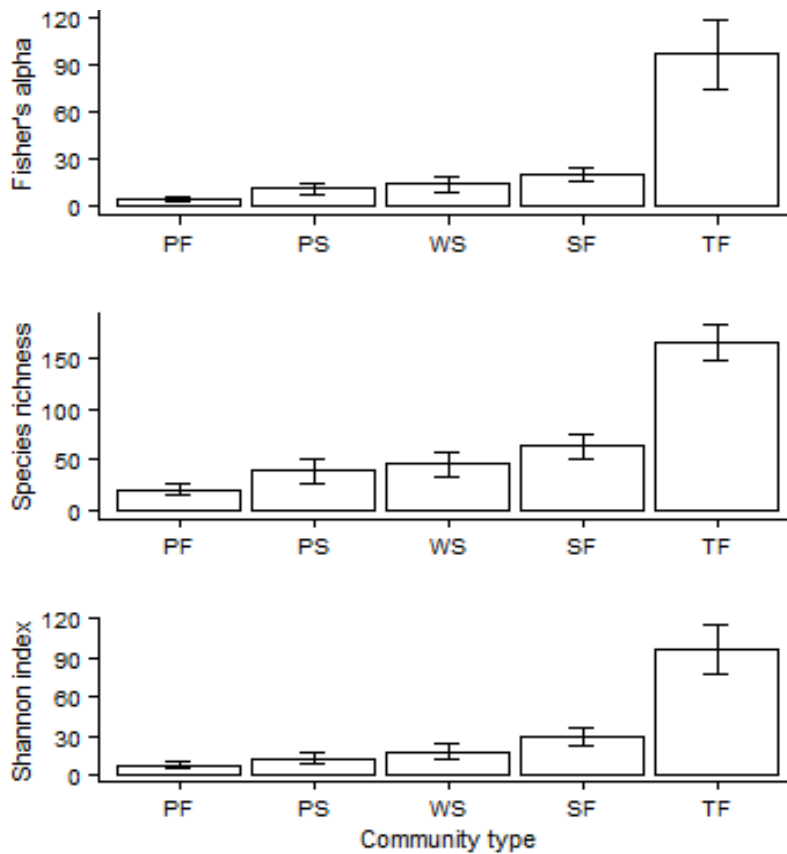 Fisher's alpha
120
90
60
30
0
PF PS WS SF TF
Species richness
150
100
50
0
PF PS WS SF TF
Shannon index
120
90
60
30
0
PF PS WS SF TF
Community type